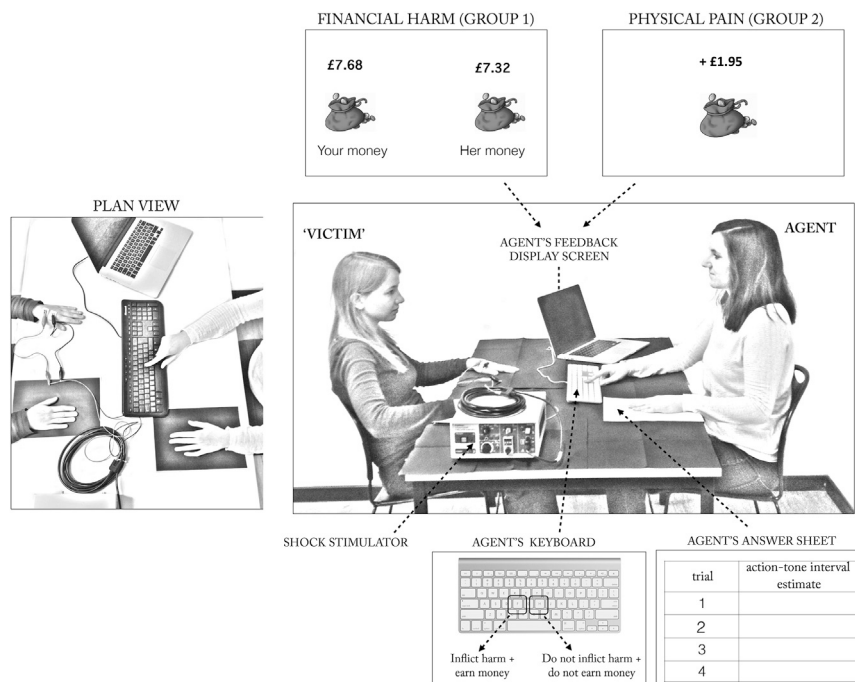 FINANCIAL HARM (GROUP 1)
PHYSICAL PAIN (GROUP 2)
£7.68
£7.32
Your money
Her money
+ £1.95
PLAN VIEW
'VICTIM'
AGENT'S FEEDBACK
DISPLAY SCREEN
AGENT
SHOCK STIMULATOR
AGENT'S KEYBOARD
Inflict harm +
earn money
Do not inflict harm +
do not earn money
AGENT'S ANSWER SHEET
trial
action-tone interval
estimate
1
2
3
4